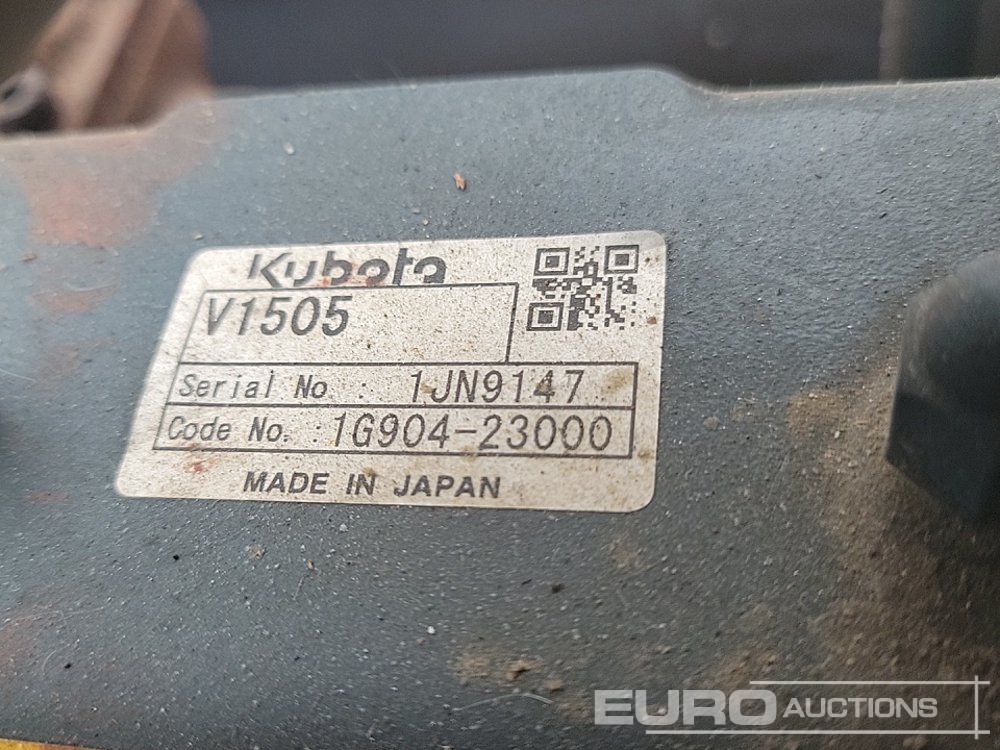 Kubota
V1505
Serial No : 1JN9147
Code No. : 1G904-23000
MADE IN JAPAN
EURO AUCTIONS